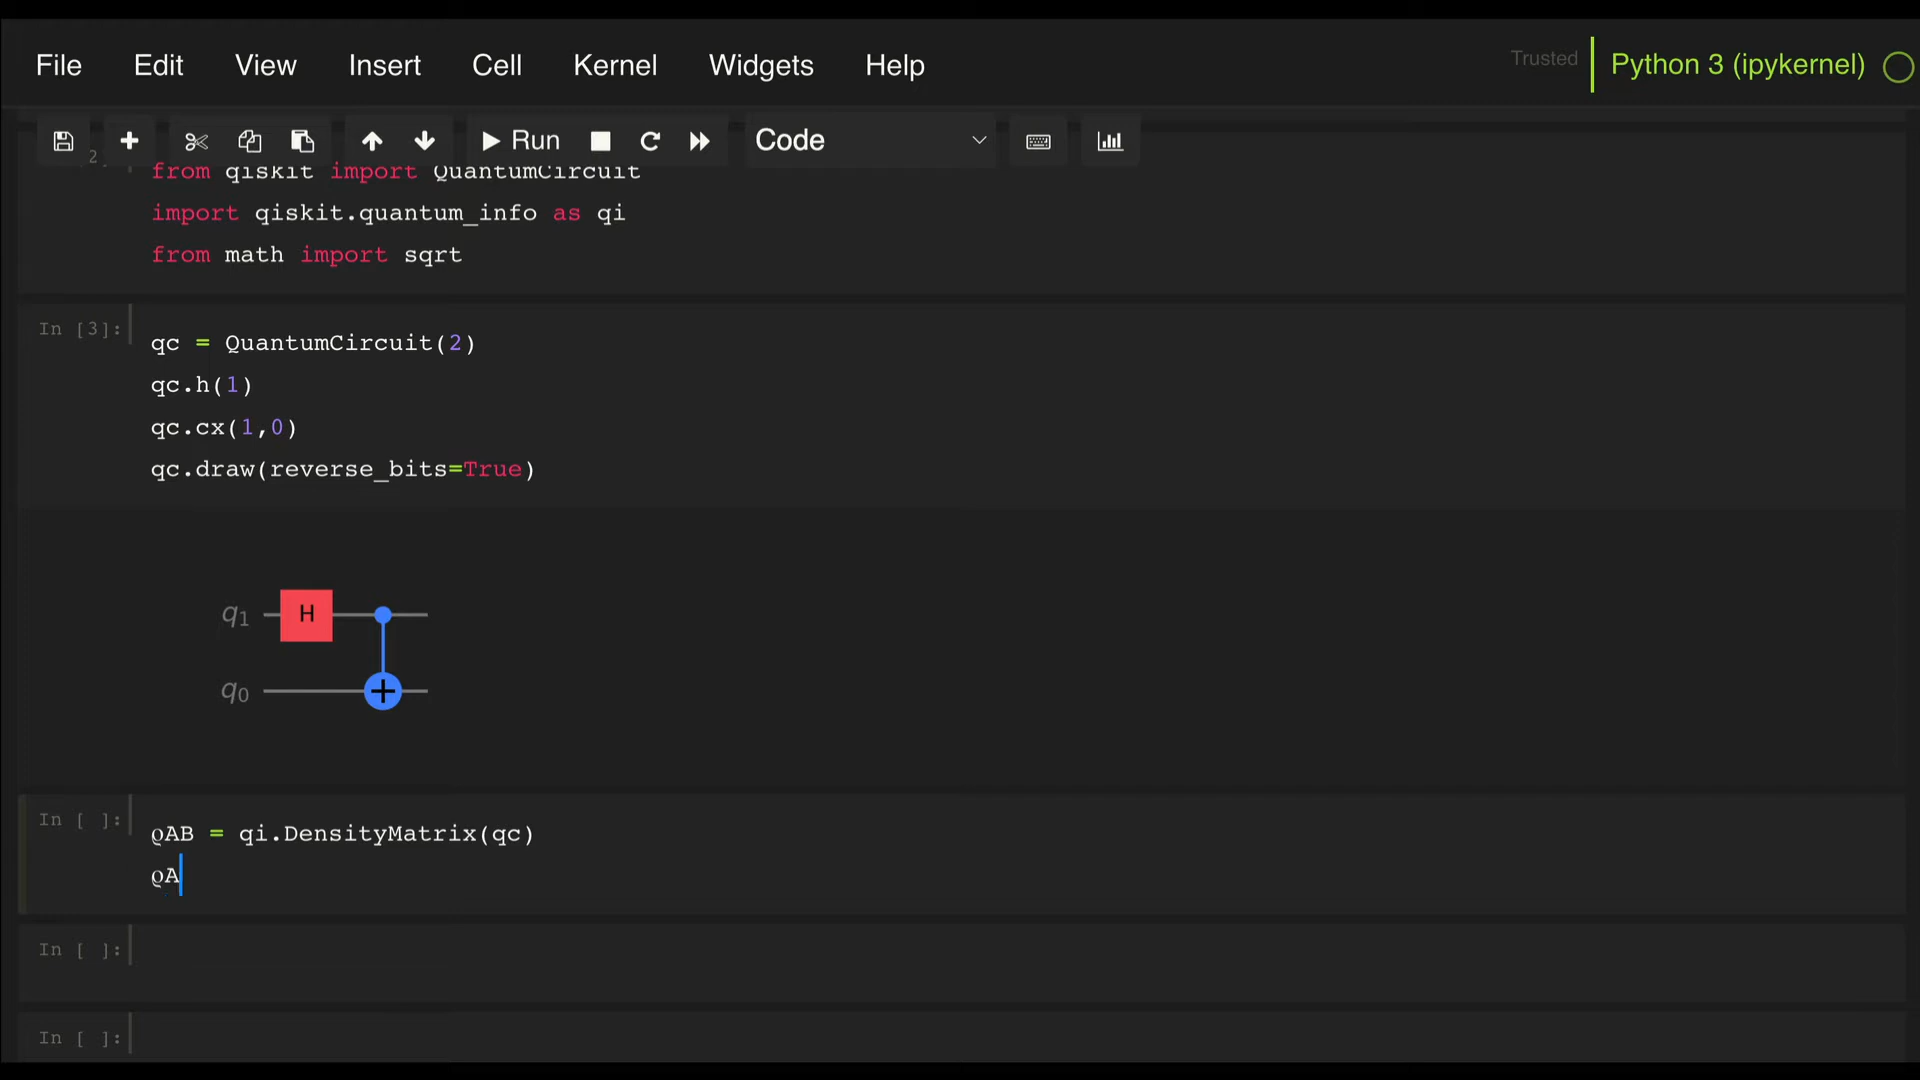 File Edit View Insert Cell Kernel Widgets Help Trusted Python 3 (ipykernel)
Run Code
2]
from qiskit import QuantumCircuit
import qiskit.quantum_info as qi
from math import sqrt
In [3]:
qc = QuantumCircuit(2)
qc.h(1)
qc.cx(1,0)
qc.draw(reverse_bits=True)
q1 H
q0
In [ ]:
ϱAB = qi.DensityMatrix(qc)
ϱA
In [ ]:
In [ ]: